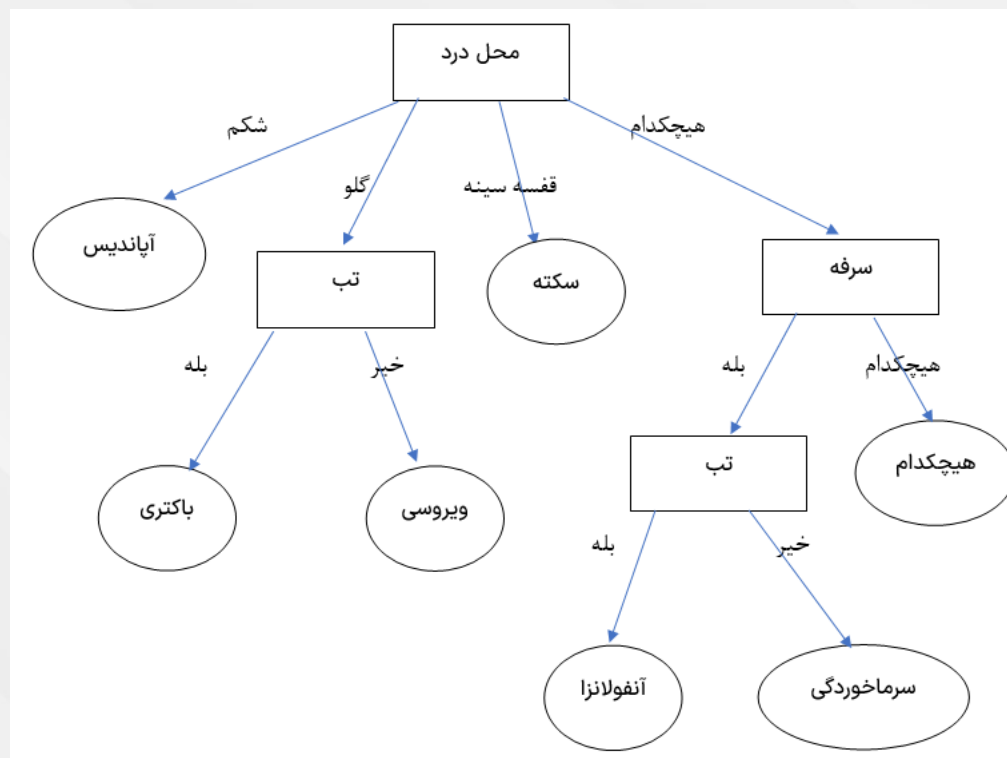 محل درد
هیچکدام
قفسه سینه
گلو
شکم
سرفه
سکته
تب
آپاندیس
هیچکدام
بله
خیر
بله
هیچکدام
تب
ویروسی
باکتری
خیر
بله
سرماخوردگی
آنفولانزا